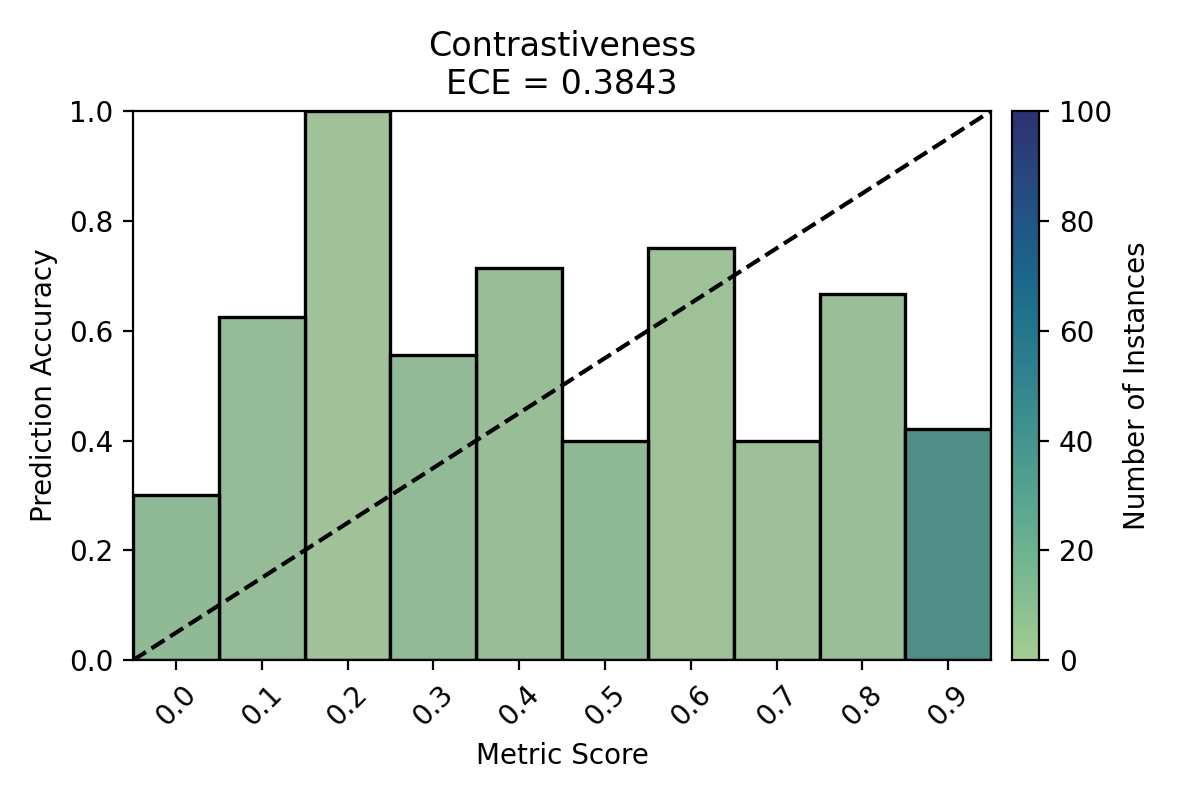 Contrastiveness
ECE = 0.3843
1.0
0.8
0.6
0.4
0.2
0.0
Prediction Accuracy
0.0 0.1 0.2 0.3 0.4 0.5 0.6 0.7 0.8 0.9
Metric Score
100
80
60
40
20
0
Number of Instances